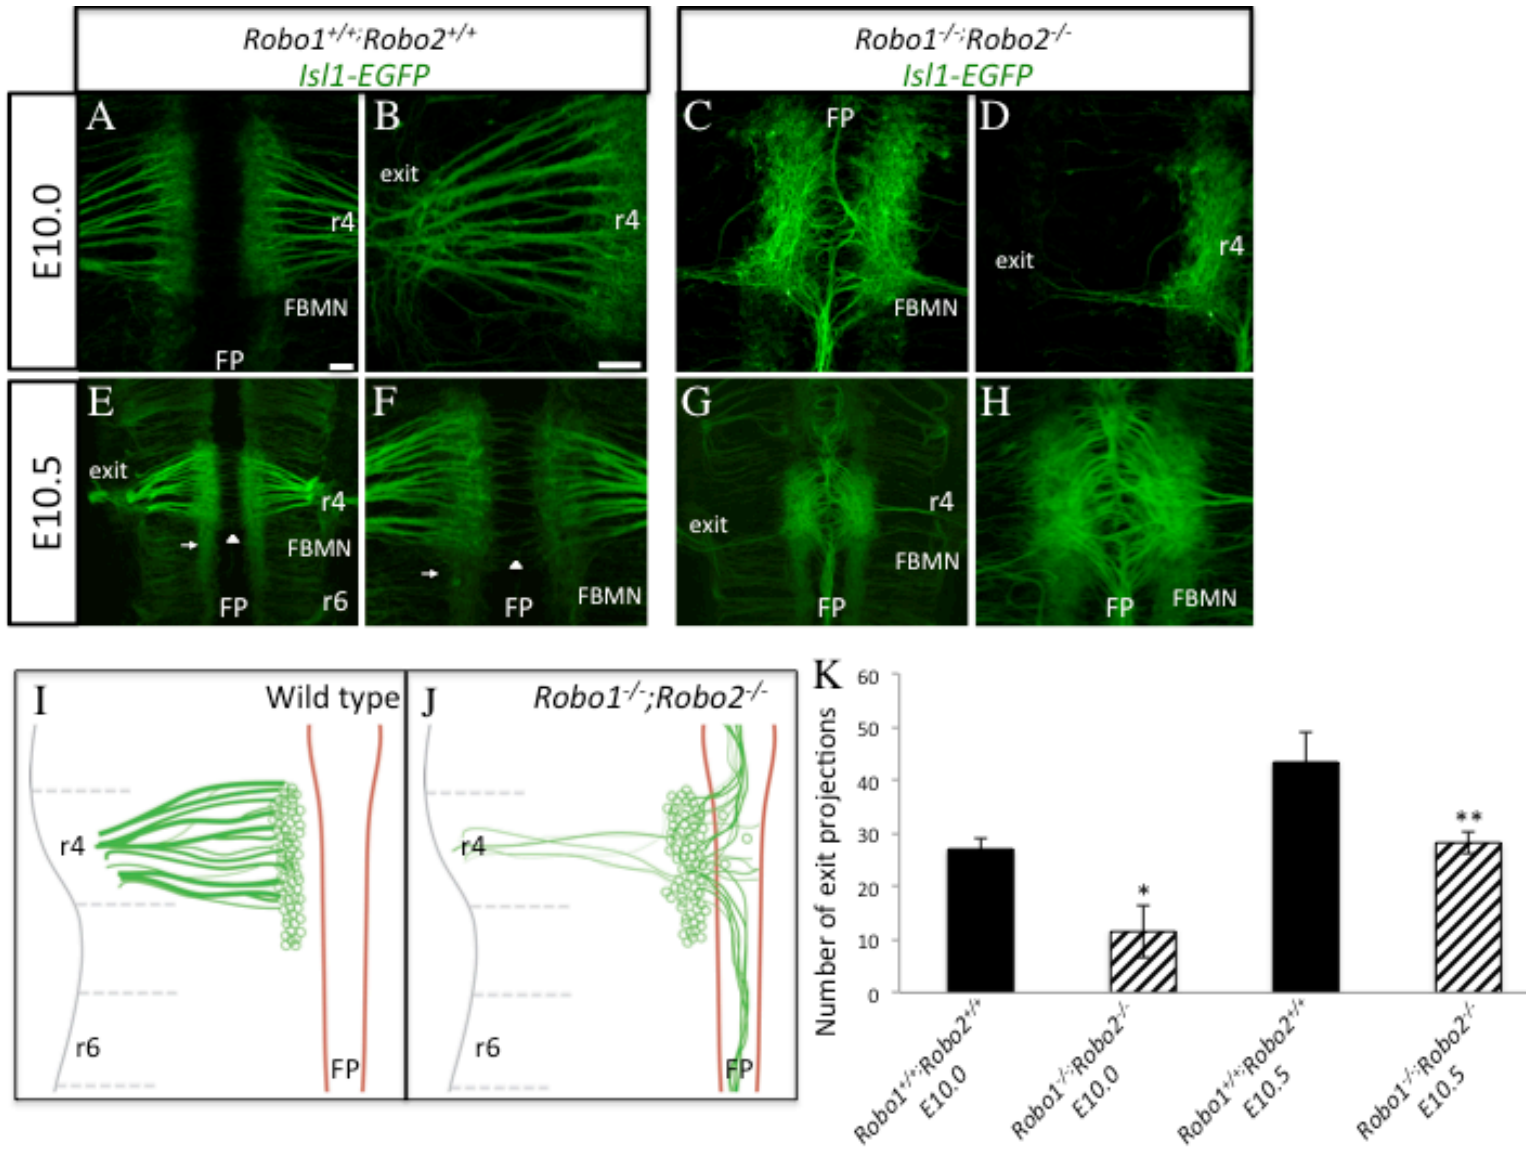 Robo1+/+;Robo2+/+
Isl1-EGFP
Robo1-/-;Robo2-/-
Isl1-EGFP
E10.0
A
r4
FBMN
FP
B
exit
r4
C
FP
FBMN
D
exit
r4
E10.5
E
exit
r4
FBMN
FP
r6
F
FP
FBMN
G
exit
r4
FBMN
FP
H
FP
FBMN
I
Wild type
r4
r6
FP
J
Robo1-/-;Robo2-/-
r4
r6
FP
K
Number of exit projections
60
50
40
30
20
10
0
*
**
Robo1+/+;Robo2+/+
E10.0
Robo1-/-;Robo2-/-
E10.0
Robo1+/+;Robo2+/+
E10.5
Robo1-/-;Robo2-/-
E10.5